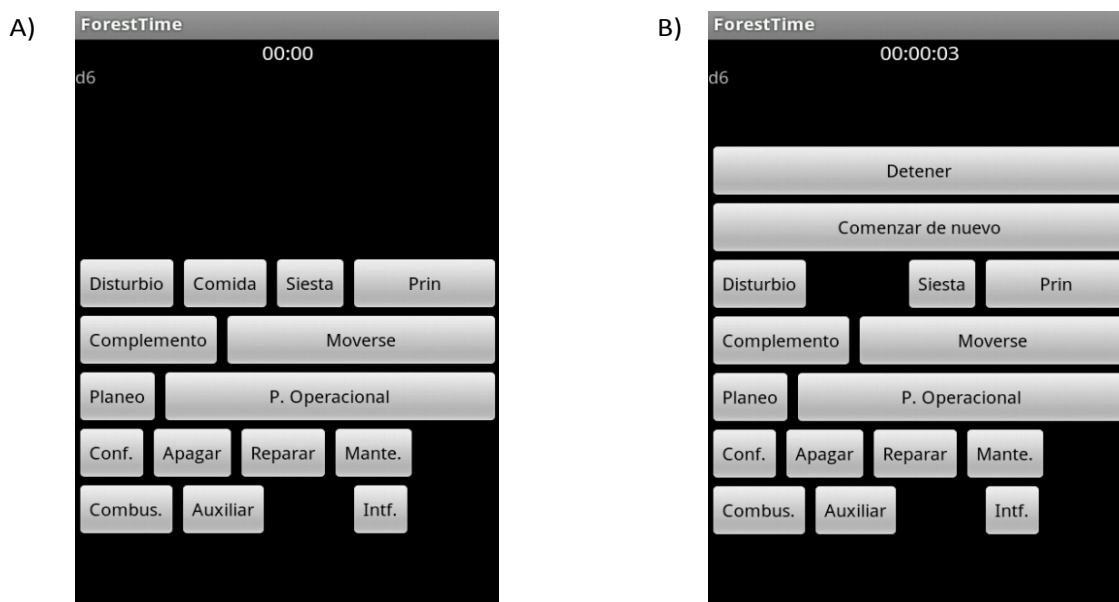 A)
ForestTime
00:00
d6
Disturbio Comida Siesta Prin
Complemento Moverse
Planeo P. Operacional
Conf. Apagar Reparar Mante.
Combus. Auxiliar Intf.
B)
ForestTime
00:00:03
d6
Detener
Comenzar de nuevo
Disturbio Siesta Prin
Complemento Moverse
Planeo P. Operacional
Conf. Apagar Reparar Mante.
Combus. Auxiliar Intf.